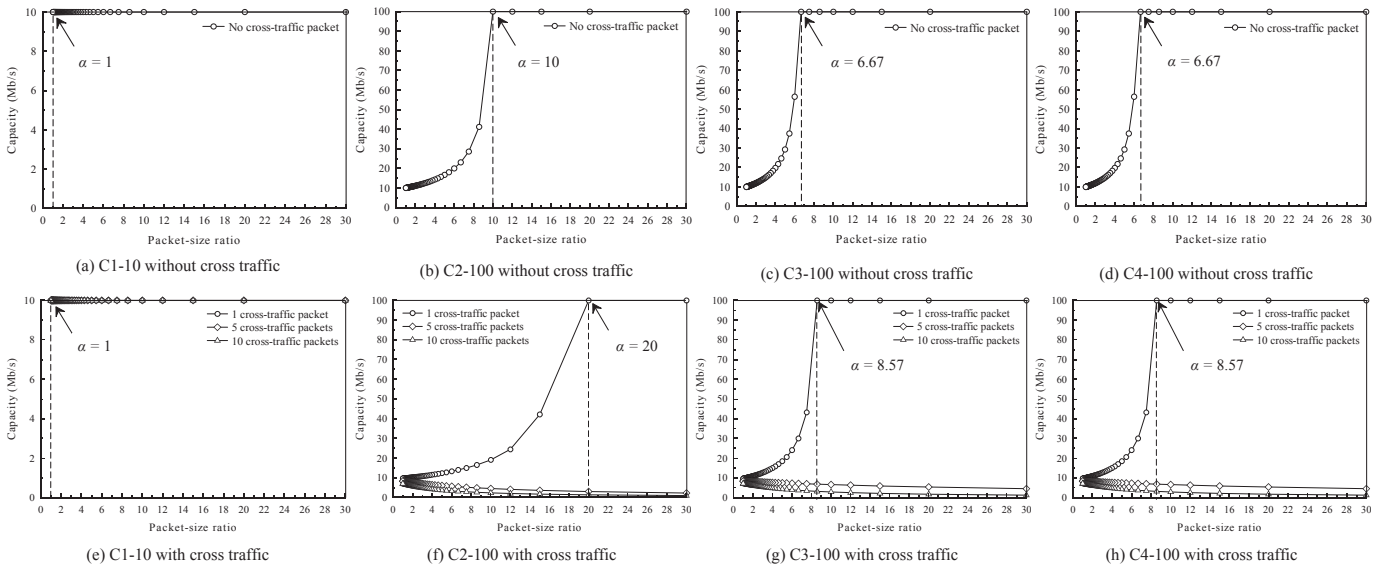 10
8
6
4
2
0
Capacity (Mb/s)
No cross-traffic packet
α = 1
0 2 4 6 8 10 12 14 16 18 20 22 24 26 28 30
Packet-size ratio
(a) C1-10 without cross traffic
100
90
80
70
60
50
40
30
20
10
0
Capacity (Mb/s)
No cross-traffic packet
α = 10
0 2 4 6 8 10 12 14 16 18 20 22 24 26 28 30
Packet-size ratio
(b) C2-100 without cross traffic
100
90
80
70
60
50
40
30
20
10
0
Capacity (Mb/s)
No cross-traffic packet
α = 6.67
0 2 4 6 8 10 12 14 16 18 20 22 24 26 28 30
Packet-size ratio
(c) C3-100 without cross traffic
100
90
80
70
60
50
40
30
20
10
0
Capacity (Mb/s)
No cross-traffic packet
α = 6.67
0 2 4 6 8 10 12 14 16 18 20 22 24 26 28 30
Packet-size ratio
(d) C4-100 without cross traffic
10
8
6
4
2
0
Capacity (Mb/s)
1 cross-traffic packet
5 cross-traffic packets
10 cross-traffic packets
α = 1
0 2 4 6 8 10 12 14 16 18 20 22 24 26 28 30
Packet-size ratio
(e) C1-10 with cross traffic
100
90
80
70
60
50
40
30
20
10
0
Capacity (Mb/s)
1 cross-traffic packet
5 cross-traffic packets
10 cross-traffic packets
α = 20
0 2 4 6 8 10 12 14 16 18 20 22 24 26 28 30
Packet-size ratio
(f) C2-100 with cross traffic
100
90
80
70
60
50
40
30
20
10
0
Capacity (Mb/s)
1 cross-traffic packet
5 cross-traffic packets
10 cross-traffic packets
α = 8.57
0 2 4 6 8 10 12 14 16 18 20 22 24 26 28 30
Packet-size ratio
(g) C3-100 with cross traffic
100
90
80
70
60
50
40
30
20
10
0
Capacity (Mb/s)
1 cross-traffic packet
5 cross-traffic packets
10 cross-traffic packets
α = 8.57
0 2 4 6 8 10 12 14 16 18 20 22 24 26 28 30
Packet-size ratio
(h) C4-100 with cross traffic